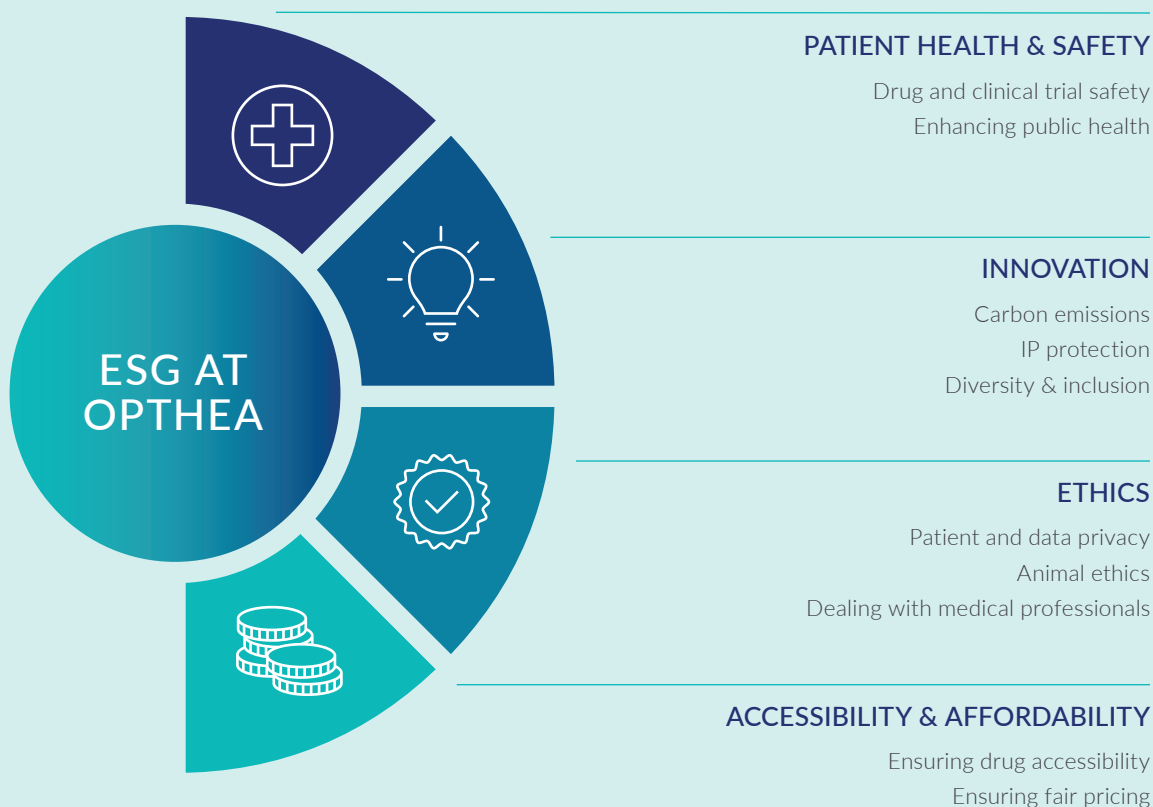 ESG AT
OPTHEA
PATIENT HEALTH & SAFETY
Drug and clinical trial safety
Enhancing public health
INNOVATION
Carbon emissions
IP protection
Diversity & inclusion
ETHICS
Patient and data privacy
Animal ethics
Dealing with medical professionals
ACCESSIBILITY & AFFORDABILITY
Ensuring drug accessibility
Ensuring fair pricing